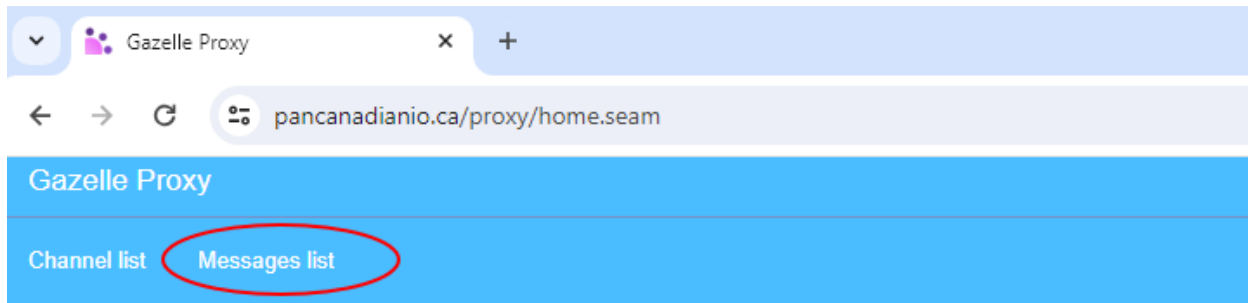 Gazelle Proxy
pancanadianio.ca/proxy/home.seam
Gazelle Proxy
Channel list Messages list